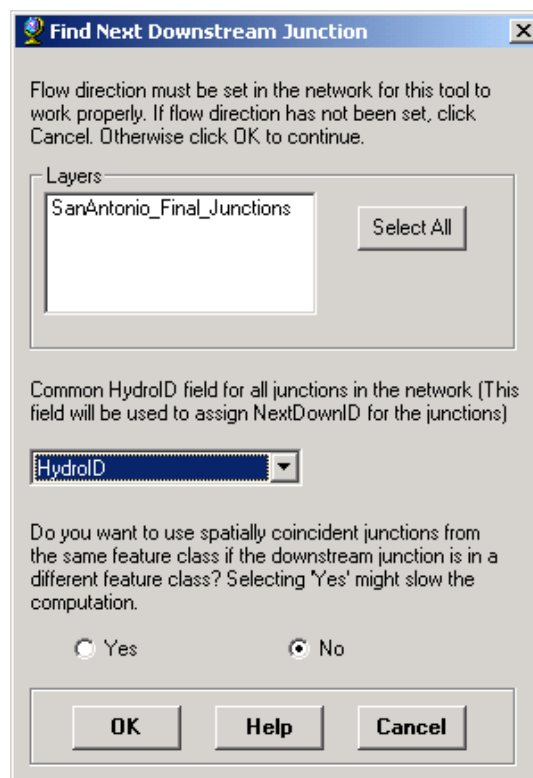 Find Next Downstream Junction
Flow direction must be set in the network for this tool to
work properly. If flow direction has not been set, click
Cancel. Otherwise click OK to continue.
Layers
SanAntonio_Final_Junctions
Select All
Common HydroID field for all junctions in the network (This
field will be used to assign NextDownID for the junctions)
HydroID
Do you want to use spatially coincident junctions from
the same feature class if the downstream junction is in a
different feature class? Selecting 'Yes' might slow the
computation.
Yes No
OK Help Cancel